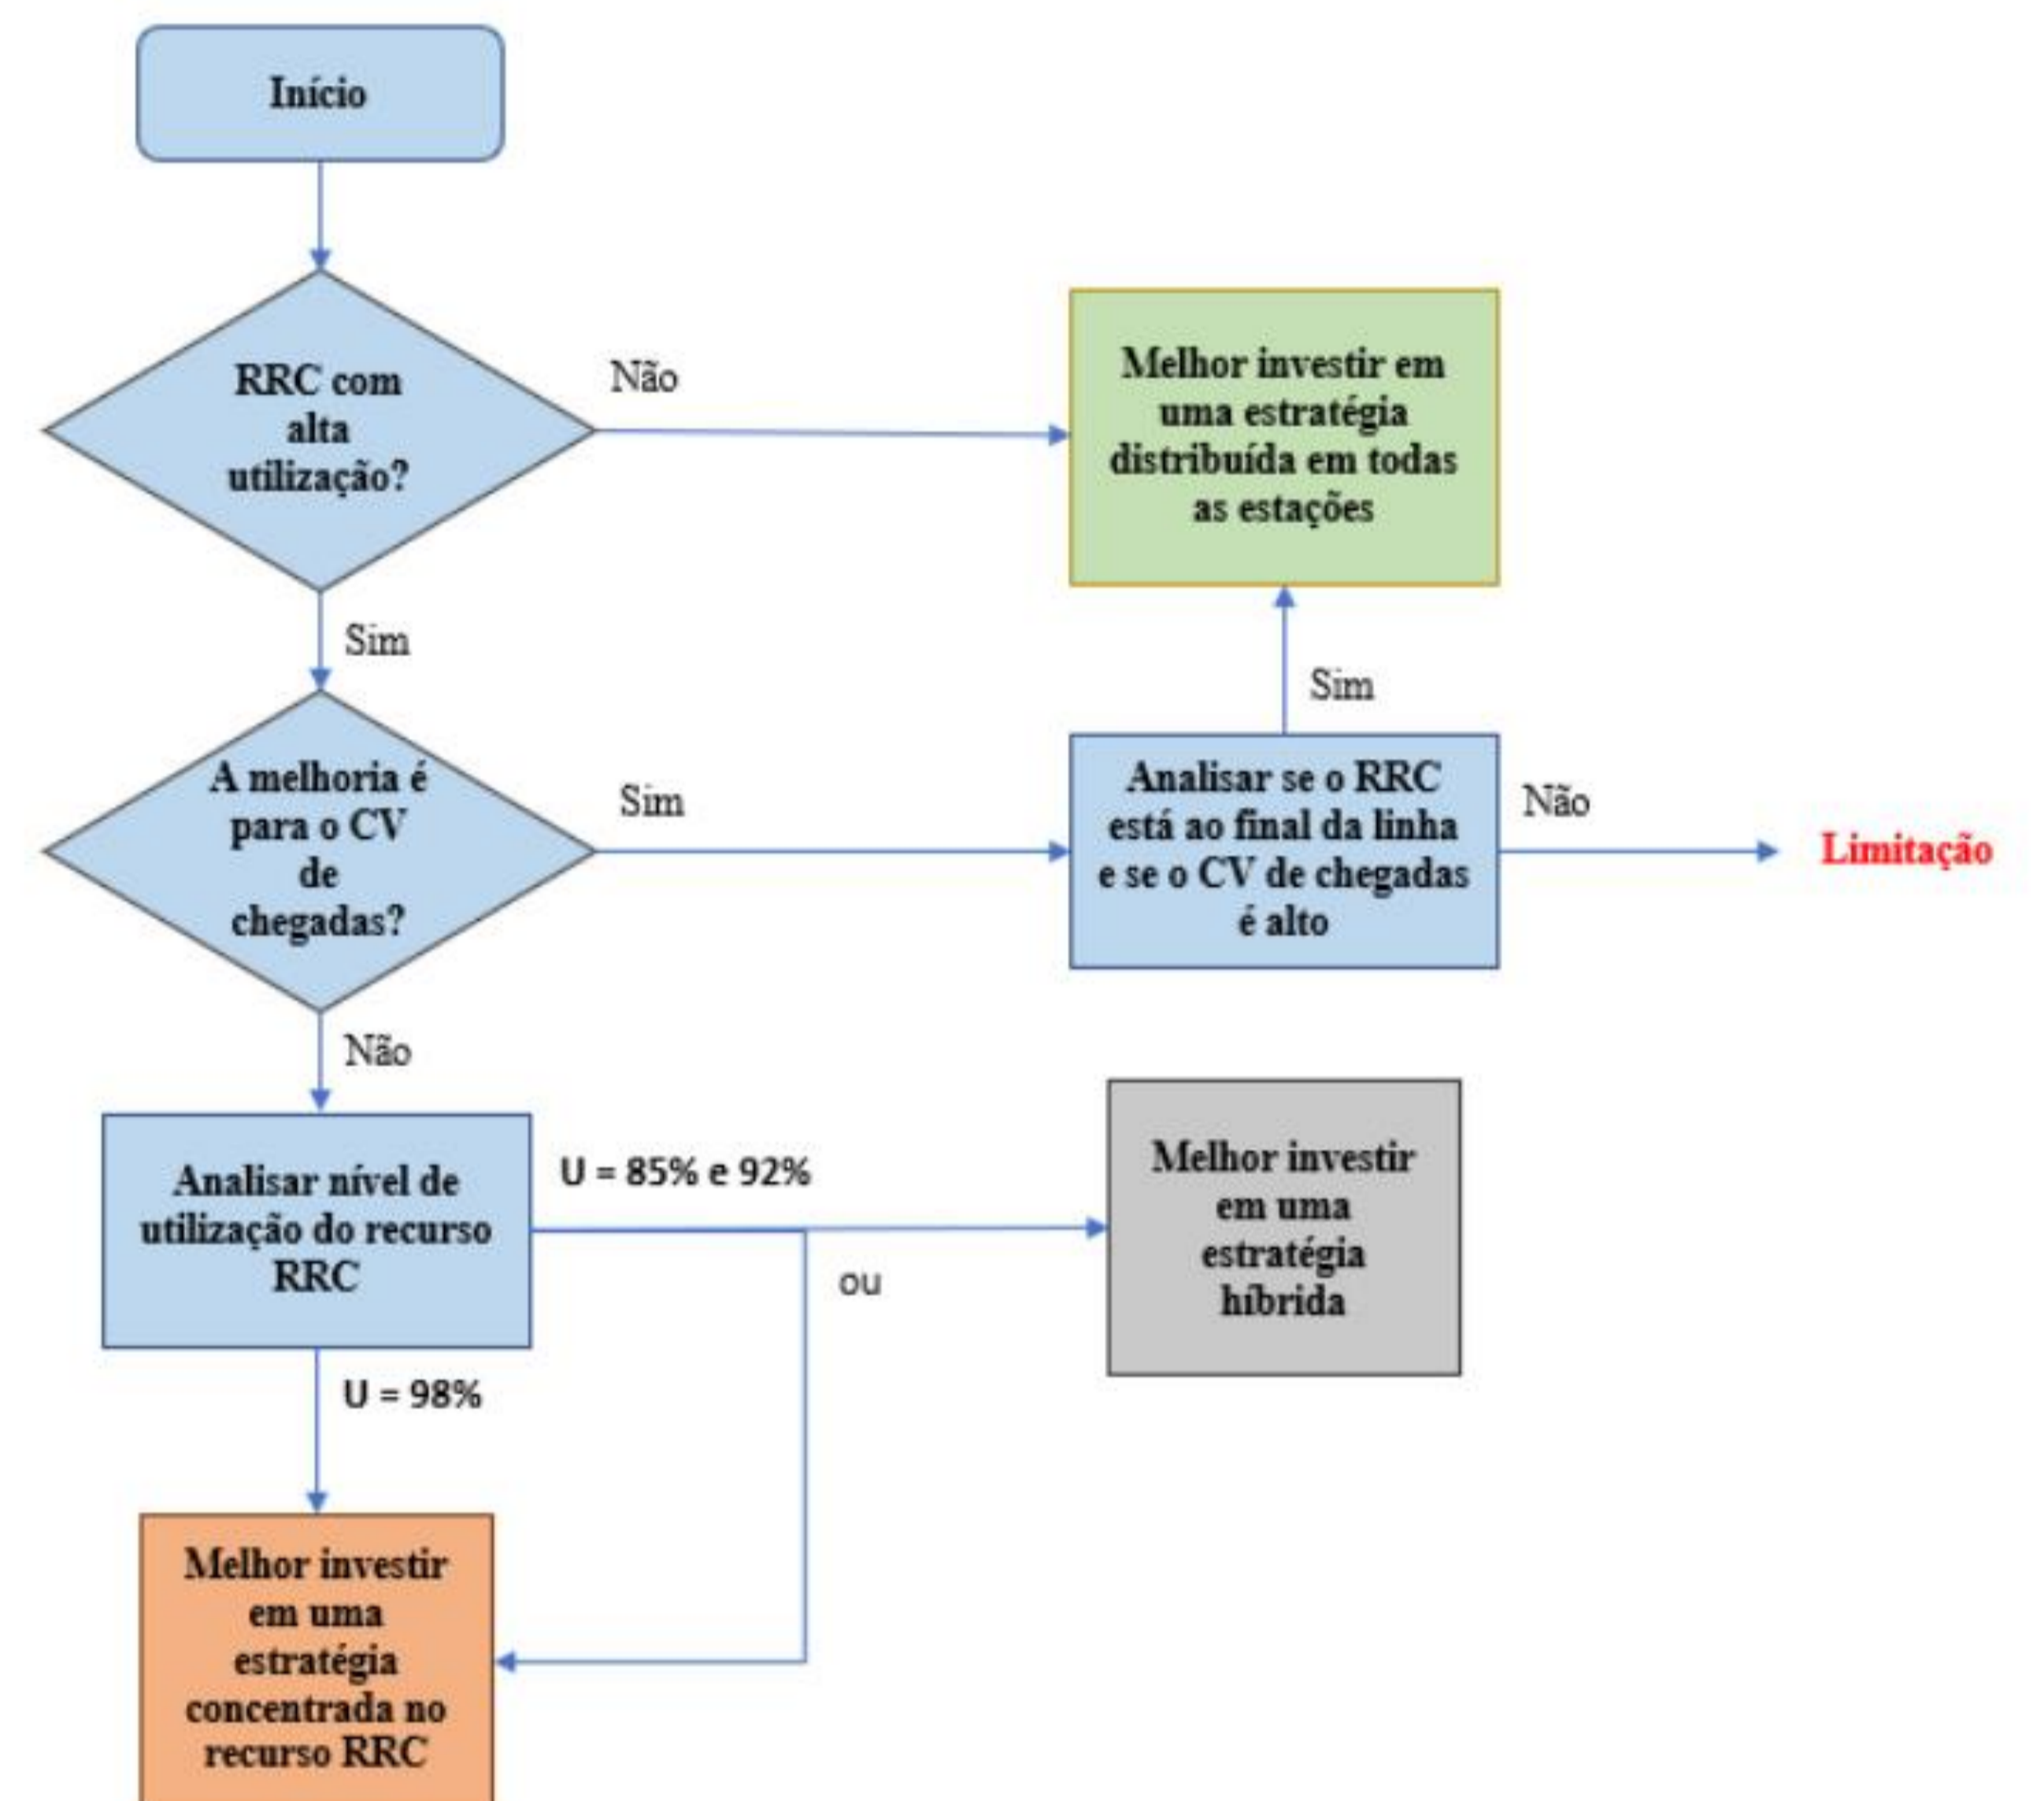 Início
RRC com
alta
utilização?
Não
Melhor investir em
uma estratégia
distribuída em todas
as estações
Sim
Sim
A melhoria é
para o CV
de
chegadas?
Sim
Analisar se o RRC
está ao final da linha
e se o CV de chegadas
é alto
Não
Limitação
Não
Analisar nível de
utilização do recurso
RRC
U = 85% e 92%
ou
Melhor investir
em uma
estratégia
híbrida
U = 98%
Melhor investir
em uma
estratégia
concentrada no
recurso RRC